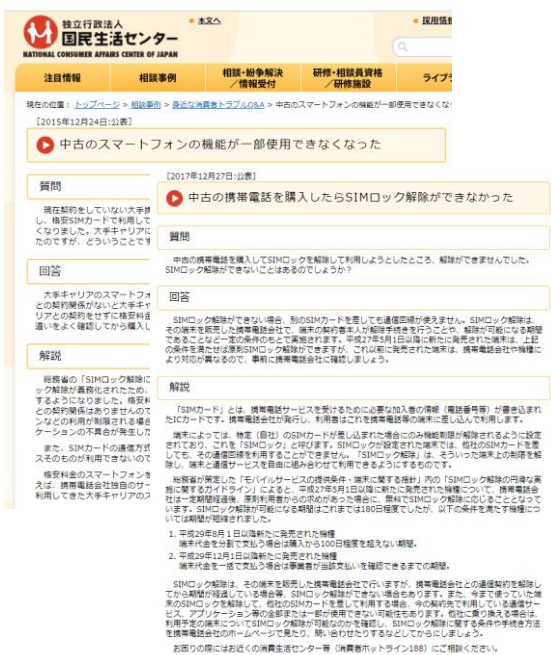 独立行政法人
国民生活センター
NATIONAL CONSUMER AFFAIRS CENTER OF JAPAN
本文へ
採用情報
注目情報
相談事例
相談・紛争解決
／情報受付
研修・相談員資格
／研修施設
ライブラ
現在の位置： トップページ > 相談事例 > 身近な消費者トラブルQ&A > 中古のスマートフォンの機能が一部使用できなくな
[2015年12月24日:公表]
中古のスマートフォンの機能が一部使用できなくなった
質問
現在契約をしていない大手携
し、格安SIMカードで利用して
くなりました。大手キャリアに
たのですが、どういうことです
回答
大手キャリアのスマートフォ
との契約関係がないと大手キャ
リアとの契約をせずに格安料金
違いをよく確認してから購入し
解説
総務省の「SIMロック解除に
ック解除が義務化されたため、
するようになりました。格安料
との契約関係はありませんので
ンなどの利用が制限される場合
ケーションの不具合が発生した
また、SIMカードの通信方式
スそのものが利用できないので
格安料金のスマートフォンを
えば、携帯電話会社独自のサー
利用してきた大手キャリアのス
[2017年12月27日:公表]
中古の携帯電話を購入したらSIMロック解除ができなかった
質問
中古の携帯電話を購入してSIMロックを解除して利用しようとしたところ、解除ができませんでした。
SIMロック解除ができないことはあるのでしょうか？
回答
SIMロック解除ができない場合、別のSIMカードを差しても通信回線が使えません。SIMロック解除は、
その端末を販売した携帯電話会社で、端末の契約者本人が解除手続きを行うことや、解除が可能になる期間
であることなど一定の条件のもとで実施されます。平成27年5月1日以降に新たに発売された端末は、上記
の条件を満たせば原則SIMロック解除ができますが、これ以前に発売された端末は、携帯電話会社や機種に
より対応が異なるので、事前に携帯電話会社に確認しましょう。
解説
「SIMカード」とは、携帯電話サービスを受けるために必要な加入者の情報（電話番号等）が書き込まれ
たICカードです。携帯電話会社が発行し、利用者はこれを携帯電話等の端末に差し込んで利用します。
端末によっては、特定（自社）のSIMカードが差し込まれた場合にのみ機能制限が解除されるように設定
されており、これを「SIMロック」と呼びます。SIMロックが設定された端末では、他社のSIMカードを差
しても、その通信回線を利用することができません。「SIMロック解除」は、そういった端末上の制限を解
除し、端末と通信サービスを自由に組み合わせて利用できるようにするものです。
総務省が策定した「モバイルサービスの提供条件・端末に関する指針」内の「SIMロック解除の円滑な実
施に関するガイドライン」によると、平成27年5月1日以降に新たに発売された機種について、携帯電話会
社は一定期間経過後、原則利用者からの求めがあった場合に、無料でSIMロック解除に応じることとなって
います。SIMロック解除が可能になる期間はこれまでは180日程度でしたが、以下の条件を満たす機種につ
いては期間が短縮されました。
1. 平成29年8月1日以降新たに発売された機種
端末代金を分割で支払う場合は購入から100日程度を超えない期間。
2. 平成29年12月1日以降新たに発売された機種
端末代金を一括で支払う場合は事業者が当該支払いを確認できるまでの期間。
SIMロック解除は、その端末を販売した携帯電話会社で行いますが、携帯電話会社との通信契約を解除し
てから期間が経過している場合等、SIMロック解除ができない場合もあります。また、今まで使っていた端
末のSIMロックを解除して、他社のSIMカードを差して利用する場合、今の契約先で利用している通信サー
ビス、アプリケーション等の全部または一部が使用できない可能性もあります。他社に乗り換える場合は、
利用予定の端末についてSIMロック解除が可能なのかを確認し、SIMロック解除に関する条件や手続き方法
を携帯電話会社のホームページで見たり、問い合わせたりするなどしてからにしましょう。
お困りの際にはお近くの消費生活センター等（消費者ホットライン188）にご相談ください。